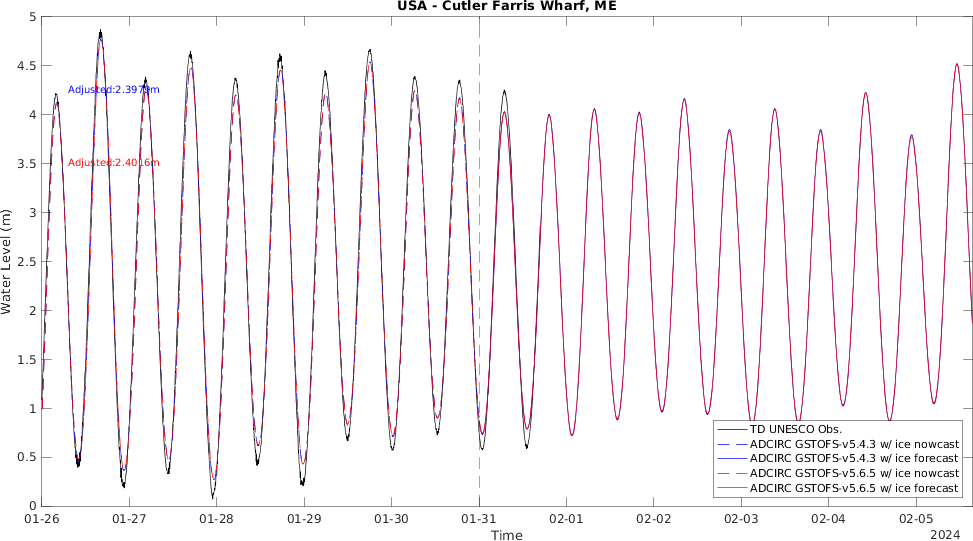 USA - Cutler Farris Wharf, ME
5
4.5
4
3.5
3
2.5
2
1.5
1
0.5
0
Water Level (m)
Adjusted:2.3979m
Adjusted:2.4016m
TD UNESCO Obs.
ADCIRC GSTOFS-v5.4.3 w/ ice nowcast
ADCIRC GSTOFS-v5.4.3 w/ ice forecast
ADCIRC GSTOFS-v5.6.5 w/ ice nowcast
ADCIRC GSTOFS-v5.6.5 w/ ice forecast
01-26 01-27 01-28 01-29 01-30 01-31 02-01 02-02 02-03 02-04 02-05
Time
2024